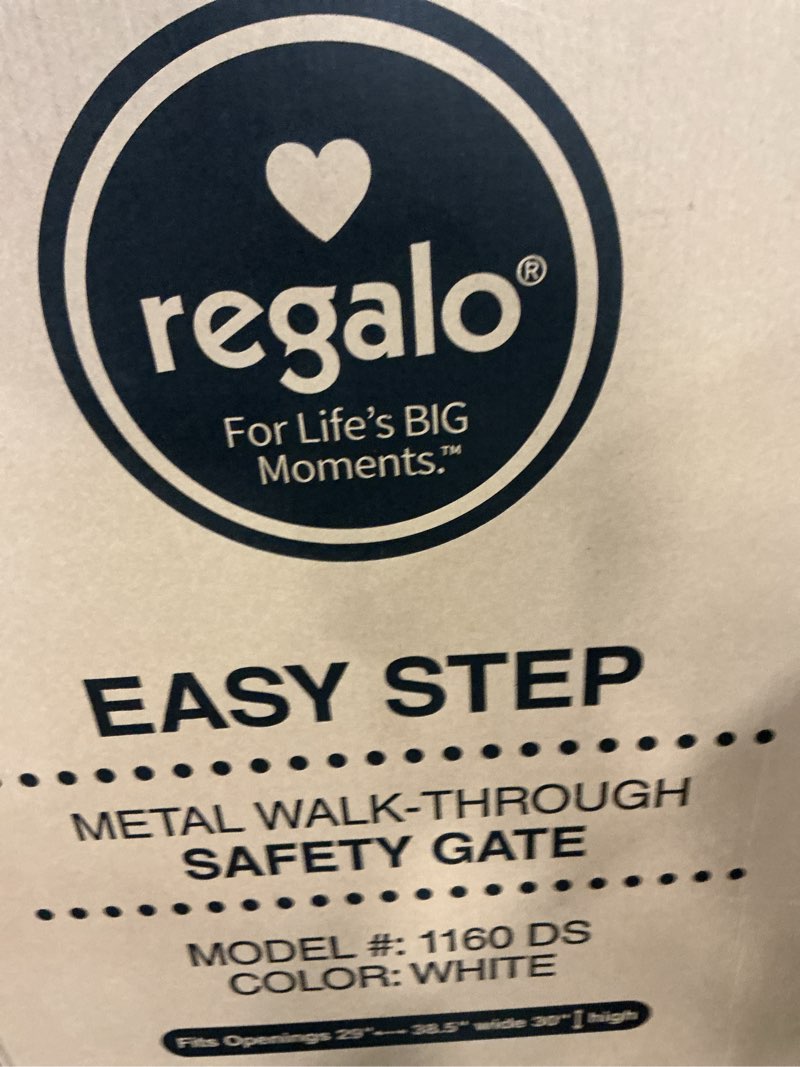 regalo®
For Life's BIG
Moments.™
EASY STEP
METAL WALK-THROUGH
SAFETY GATE
MODEL #: 1160 DS
COLOR: WHITE
Fits Openings 29" 38.5" wide 30" high